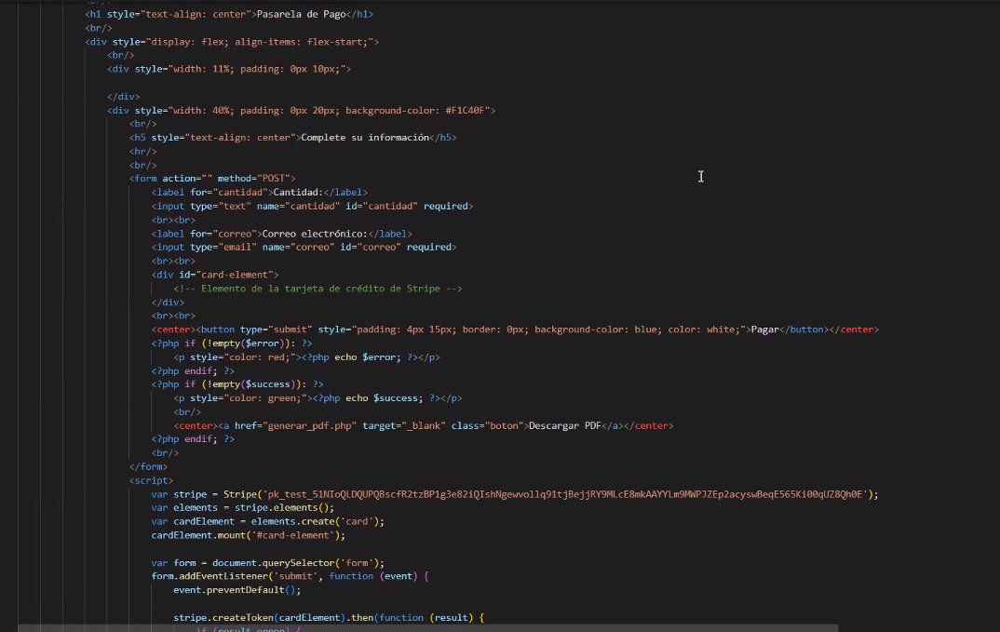 <h1 style="text-align: center">Pasarela de Pago</h1>
<br/>
<div style="display: flex; align-items: flex-start;">
<br/>
<div style="width: 11%; padding: 0px 10px;">
</div>
<div style="width: 40%; padding: 0px 20px; background-color: #F1C40F">
<br/>
<h5 style="text-align: center">Complete su información</h5>
<hr/>
<br/>
<form action="" method="POST">
<label for="cantidad">Cantidad:</label>
<input type="text" name="cantidad" id="cantidad" required>
<br><br>
<label for="correo">Correo electrónico:</label>
<input type="email" name="correo" id="correo" required>
<br><br>
<div id="card-element">
<!-- Elemento de la tarjeta de crédito de Stripe -->
</div>
<br><br>
<center><button type="submit" style="padding: 4px 15px; border: 0px; background-color: blue; color: white;">Pagar</button></center>
<?php if (!empty($error)): ?>
<p style="color: red;"><?php echo $error; ?></p>
<?php endif; ?>
<?php if (!empty($success)): ?>
<p style="color: green;"><?php echo $success; ?></p>
<br/>
<center><a href="generar_pdf.php" target="_blank" class="boton">Descargar PDF</a></center>
<?php endif; ?>
<br/>
</form>
<script>
var stripe = Stripe('pk_test_51NIoQLDQUPQBscfR2tzBP1g3e82iQIshNgewvollq91tjBejjRY9MLcE8mkAAYYLm9MWPJZEp2acyswBeqE565Ki00qUZ8Qh0E');
var elements = stripe.elements();
var cardElement = elements.create('card');
cardElement.mount('#card-element');
var form = document.querySelector('form');
form.addEventListener('submit', function (event) {
event.preventDefault();
stripe.createToken(cardElement).then(function (result) {
if (result.error) {